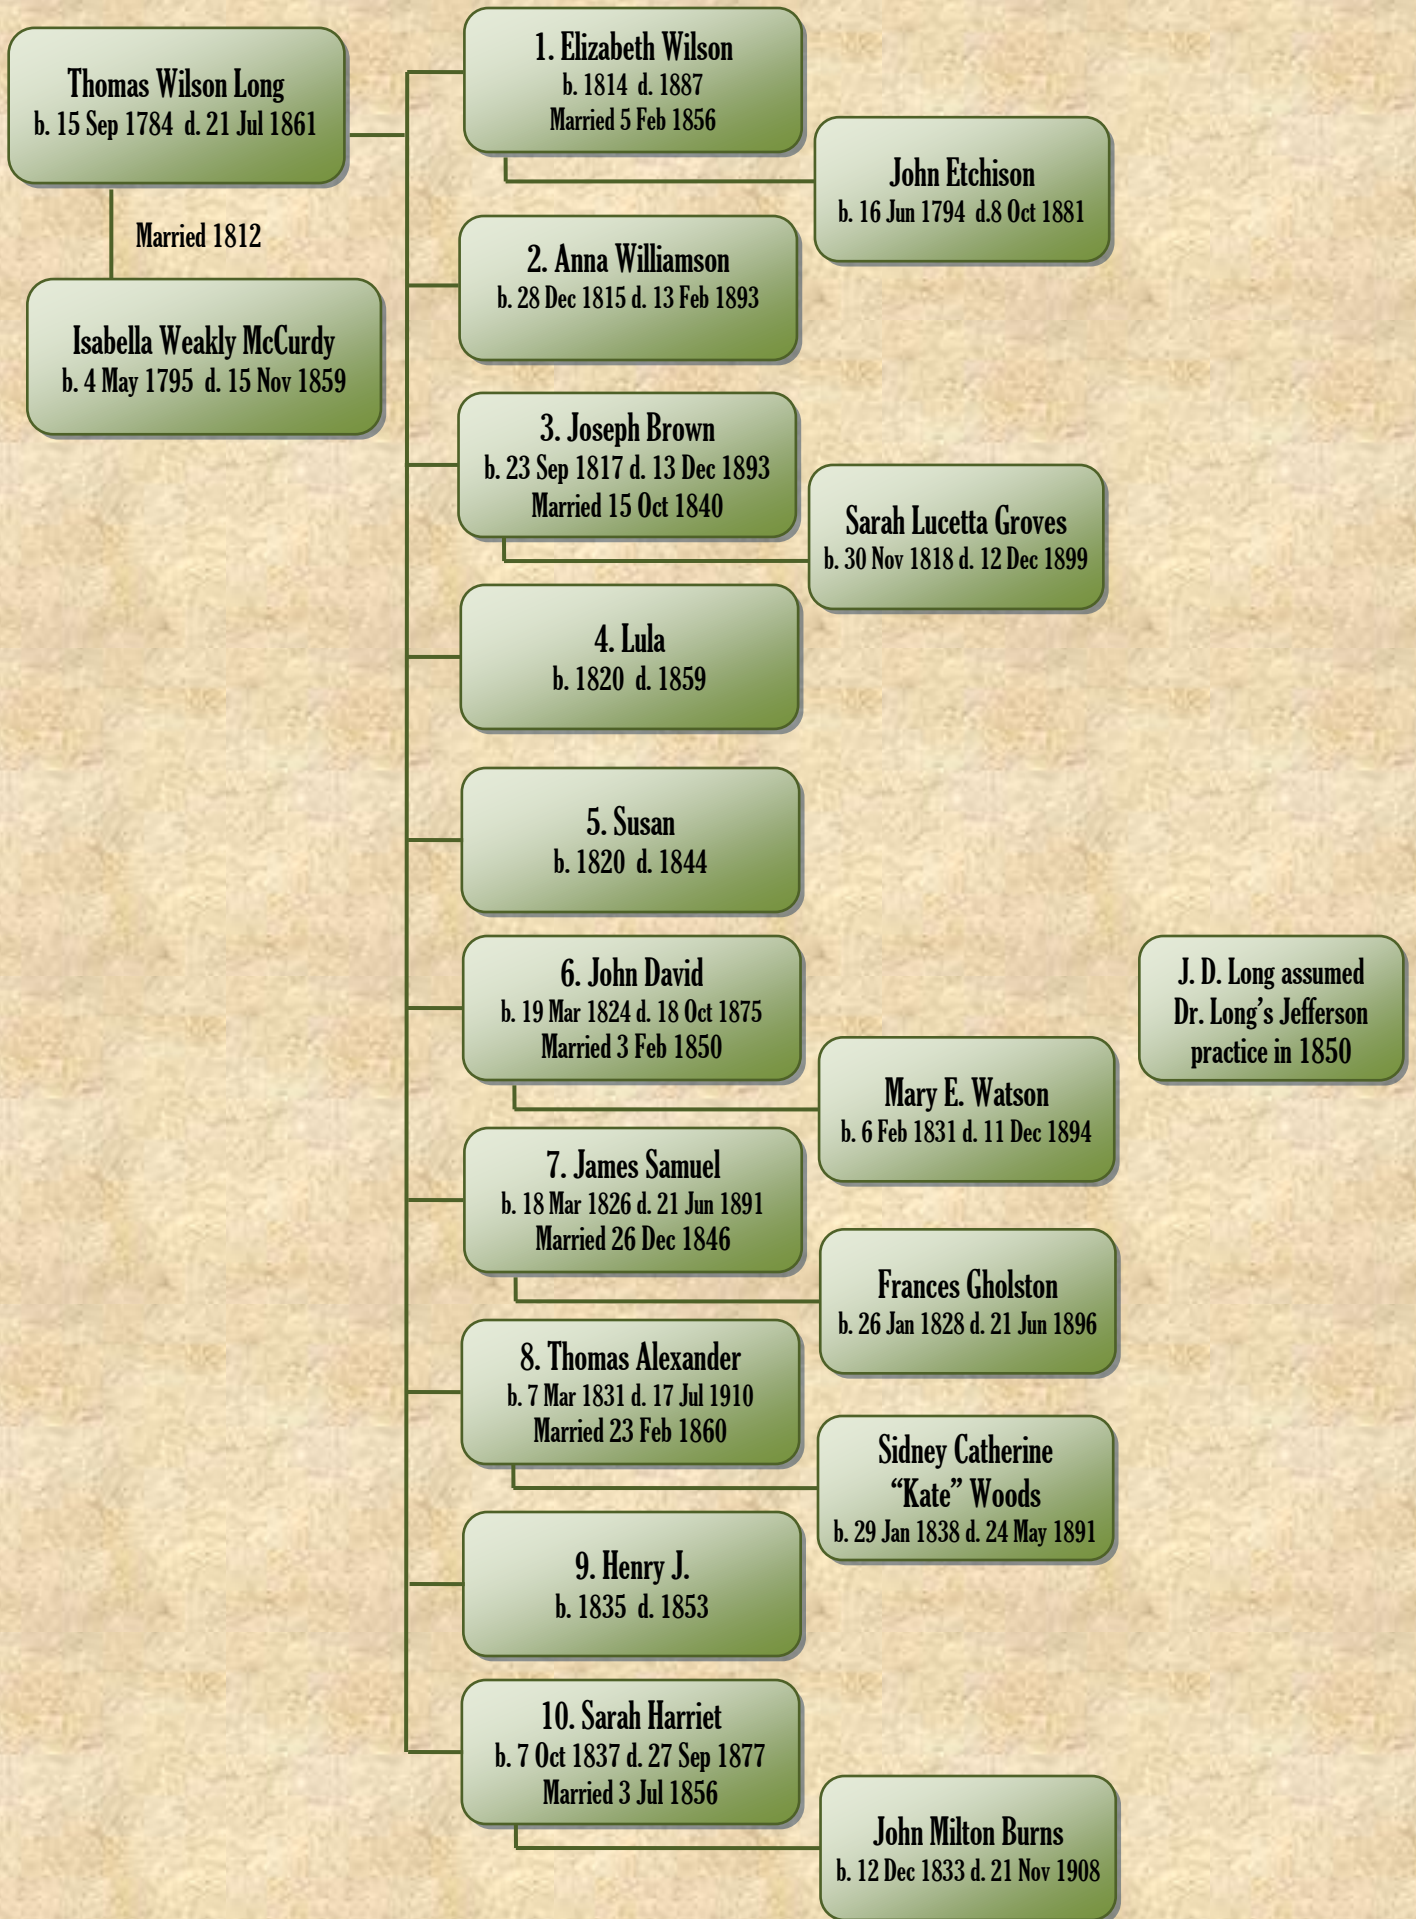 Thomas Wilson Long
b. 15 Sep 1784 d. 21 Jul 1861
Married 1812
Isabella Weakly McCurdy
b. 4 May 1795 d. 15 Nov 1859
1. Elizabeth Wilson
b. 1814 d. 1887
Married 5 Feb 1856
John Etchison
b. 16 Jun 1794 d.8 Oct 1881
2. Anna Williamson
b. 28 Dec 1815 d. 13 Feb 1893
3. Joseph Brown
b. 23 Sep 1817 d. 13 Dec 1893
Married 15 Oct 1840
Sarah Lucetta Groves
b. 30 Nov 1818 d. 12 Dec 1899
4. Lula
b. 1820 d. 1859
5. Susan
b. 1820 d. 1844
6. John David
b. 19 Mar 1824 d. 18 Oct 1875
Married 3 Feb 1850
J. D. Long assumed
Dr. Long’s Jefferson
practice in 1850
Mary E. Watson
b. 6 Feb 1831 d. 11 Dec 1894
7. James Samuel
b. 18 Mar 1826 d. 21 Jun 1891
Married 26 Dec 1846
Frances Gholston
b. 26 Jan 1828 d. 21 Jun 1896
8. Thomas Alexander
b. 7 Mar 1831 d. 17 Jul 1910
Married 23 Feb 1860
Sidney Catherine
“Kate” Woods
b. 29 Jan 1838 d. 24 May 1891
9. Henry J.
b. 1835 d. 1853
10. Sarah Harriet
b. 7 Oct 1837 d. 27 Sep 1877
Married 3 Jul 1856
John Milton Burns
b. 12 Dec 1833 d. 21 Nov 1908